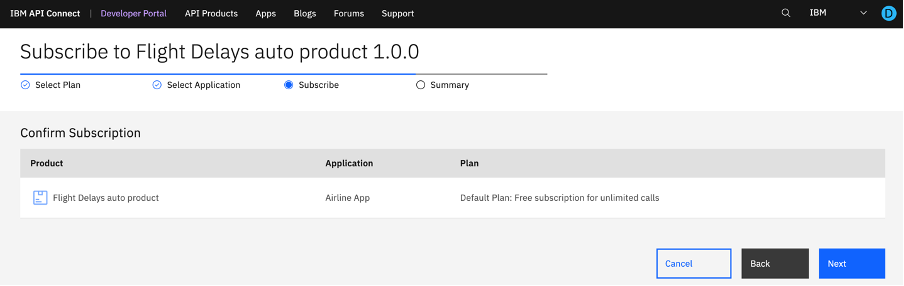 IBM API Connect | Developer Portal API Products Apps Blogs Forums Support IBM D
Subscribe to Flight Delays auto product 1.0.0
Select Plan Select Application Subscribe Summary
Confirm Subscription
Product Application Plan
Flight Delays auto product Airline App Default Plan: Free subscription for unlimited calls
Cancel Back Next